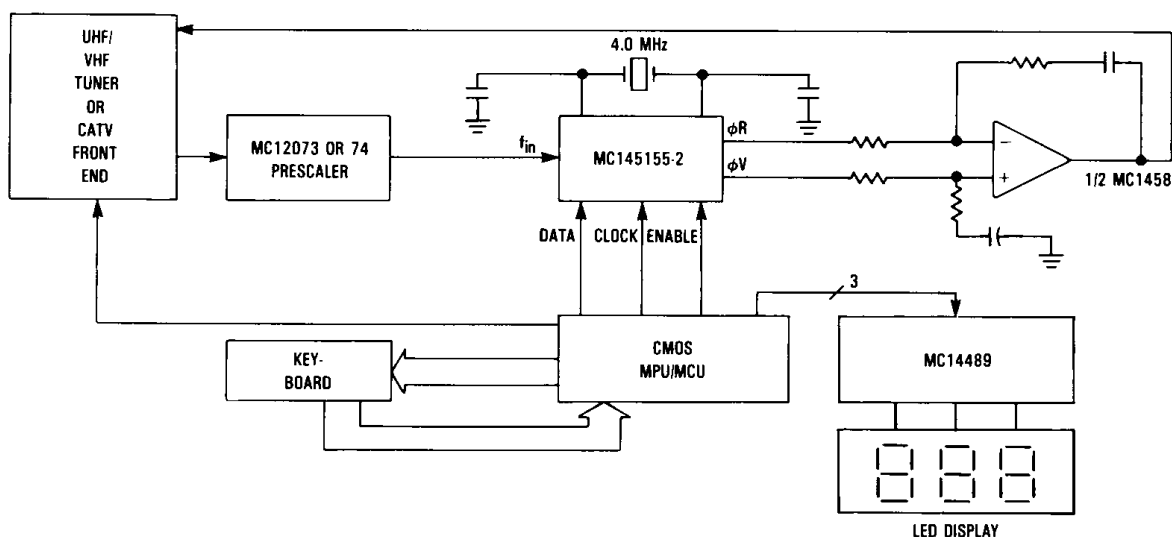 UHF/
VHF
TUNER
OR
CATV
FRONT
END
MC12073 OR 74
PRESCALER
fin
4.0 MHz
MC145155-2
ϕR
ϕV
–
+
1/2 MC1458
DATA
CLOCK
ENABLE
3
CMOS
MPU/MCU
KEY-
BOARD
MC14489
888
LED DISPLAY